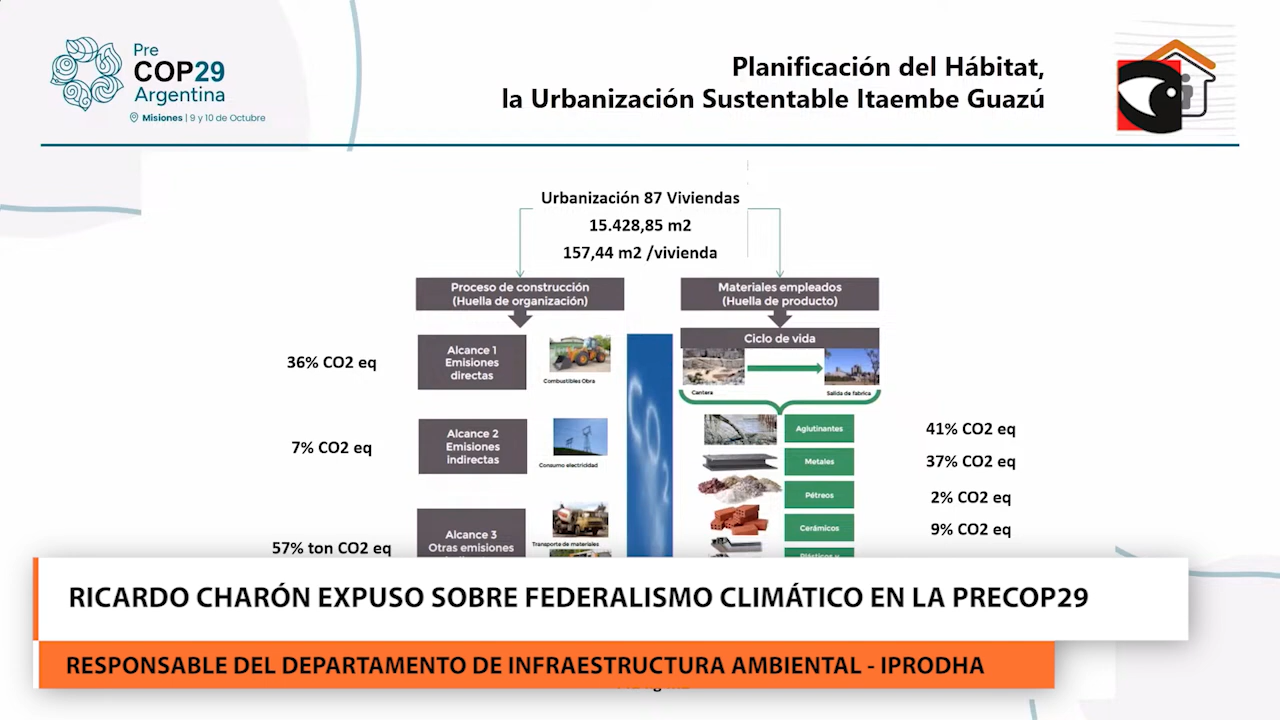 Pre
COP29
Argentina
Misiones | 9 y 10 de Octubre
Planificación del Hábitat,
la Urbanización Sustentable Itaembe Guazú
Urbanización 87 Viviendas
15.428,85 m2
157,44 m2 /vivienda
Proceso de construcción
(Huella de organización)
Materiales empleados
(Huella de producto)
Ciclo de vida
36% CO2 eq
Alcance 1
Emisiones
directas
Combustibles Obra
Cantera
Salida de fabrica
7% CO2 eq
Alcance 2
Emisiones
indirectas
Consumo electricidad
Aglutinantes
41% CO2 eq
Metales
37% CO2 eq
Pétreos
2% CO2 eq
Cerámicos
9% CO2 eq
57% ton CO2 eq
Alcance 3
Otras emisiones
Transporte de materiales
RICARDO CHARÓN EXPUSO SOBRE FEDERALISMO CLIMÁTICO EN LA PRECOP29
RESPONSABLE DEL DEPARTAMENTO DE INFRAESTRUCTURA AMBIENTAL - IPRODHA